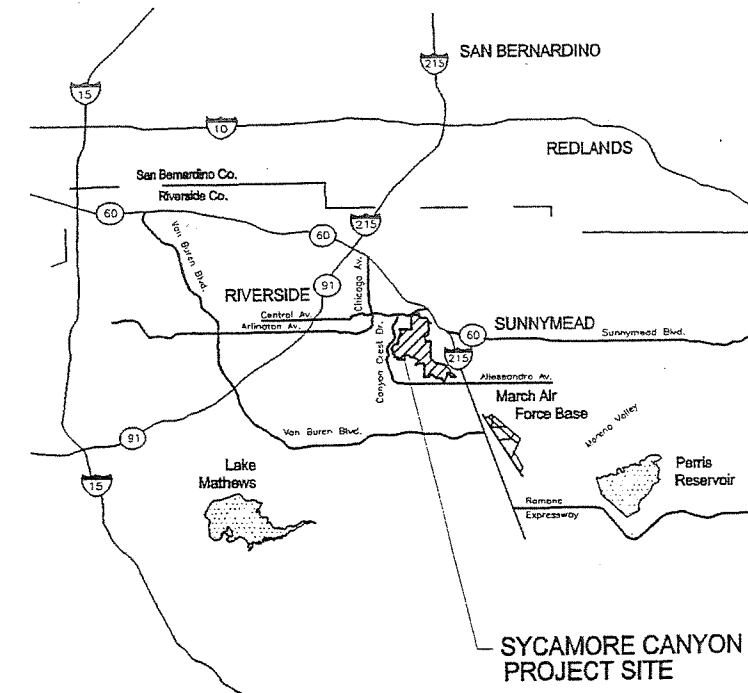 SAN BERNARDINO
215
15
10
REDLANDS
San Bernardino Co.
Riverside Co.
60
215
60
Van Buren Blvd.
Chicago Av.
91
RIVERSIDE
Central Av.
Arlington Av.
Canyon Crest Dr.
SUNNYMEAD
60
Sunnymead Blvd.
215
Allessandro Av.
March Air
Force Base
Moreno Valley
Van Buren Blvd.
91
Lake
Mathews
15
Perris
Reservoir
Ramona
Expressway
SYCAMORE CANYON
PROJECT SITE